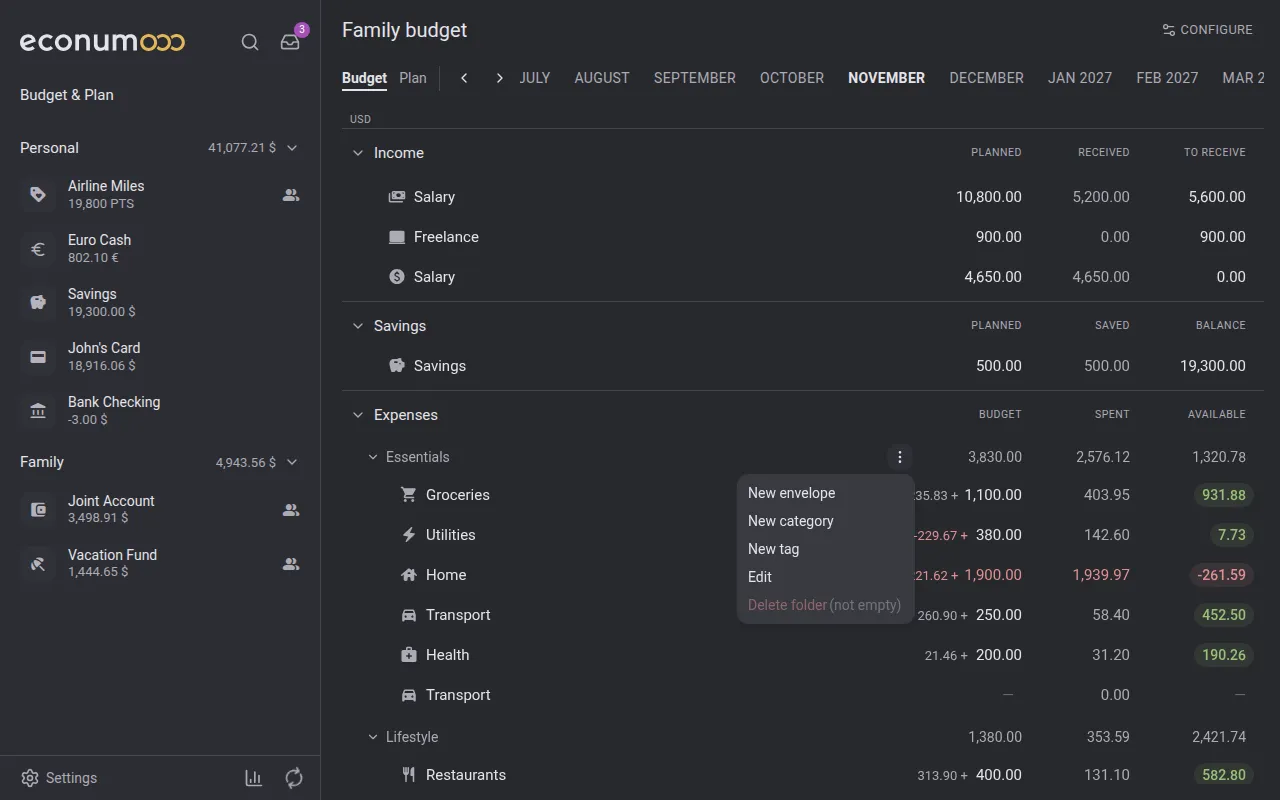 econumo
3
Budget & Plan
Personal 41,077.21 $
Airline Miles
19,800 PTS
Euro Cash
802.10 €
Savings
19,300.00 $
John's Card
18,916.06 $
Bank Checking
-3.00 $
Family 4,943.56 $
Joint Account
3,498.91 $
Vacation Fund
1,444.65 $
Settings
Family budget CONFIGURE
Budget Plan JULY AUGUST SEPTEMBER OCTOBER NOVEMBER DECEMBER JAN 2027 FEB 2027 MAR 2
USD
Income PLANNED RECEIVED TO RECEIVE
Salary 10,800.00 5,200.00 5,600.00
Freelance 900.00 0.00 900.00
Salary 4,650.00 4,650.00 0.00
Savings PLANNED SAVED BALANCE
Savings 500.00 500.00 19,300.00
Expenses BUDGET SPENT AVAILABLE
Essentials 3,830.00 2,576.12 1,320.78
New envelope
New category
New tag
Edit
Delete folder (not empty)
Groceries 35.83 + 1,100.00 403.95 931.88
Utilities -229.67 + 380.00 142.60 7.73
Home 21.62 + 1,900.00 1,939.97 -261.59
Transport 260.90 + 250.00 58.40 452.50
Health 21.46 + 200.00 31.20 190.26
Transport — 0.00 —
Lifestyle 1,380.00 353.59 2,421.74
Restaurants 313.90 + 400.00 131.10 582.80